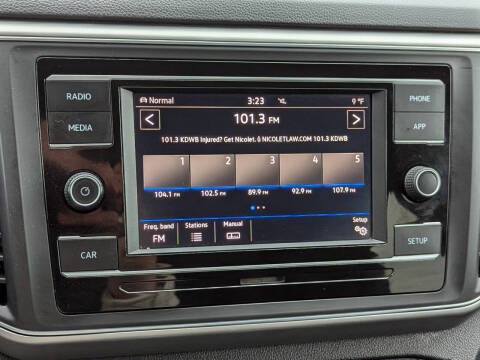 RADIO
MEDIA
CAR
PHONE
APP
SETUP
Normal 3:23 9 °F
< 101.3 FM >
101.3 KDWB Injured? Get Nicolet. @ NICOLETLAW.COM 101.3 KDWB
1 2 3 4 5
104.1 FM 102.5 FM 89.9 FM 92.9 FM 107.9 FM
Freq. band Stations Manual Setup
FM